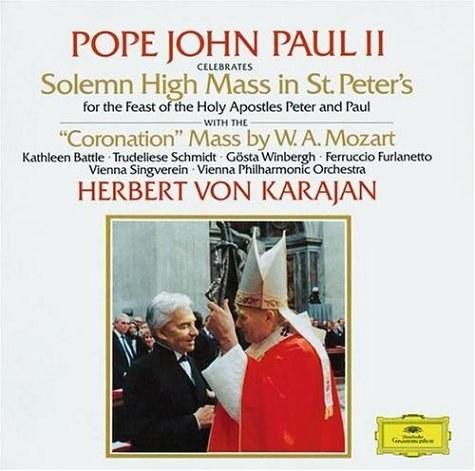 POPE JOHN PAUL II
CELEBRATES
Solemn High Mass in St. Peter's
for the Feast of the Holy Apostles Peter and Paul
WITH THE
"Coronation" Mass by W. A. Mozart
Kathleen Battle · Trudeliese Schmidt · Gösta Winbergh · Ferruccio Furlanetto
Vienna Singverein · Vienna Philharmonic Orchestra
HERBERT VON KARAJAN
Deutsche
Grammophon